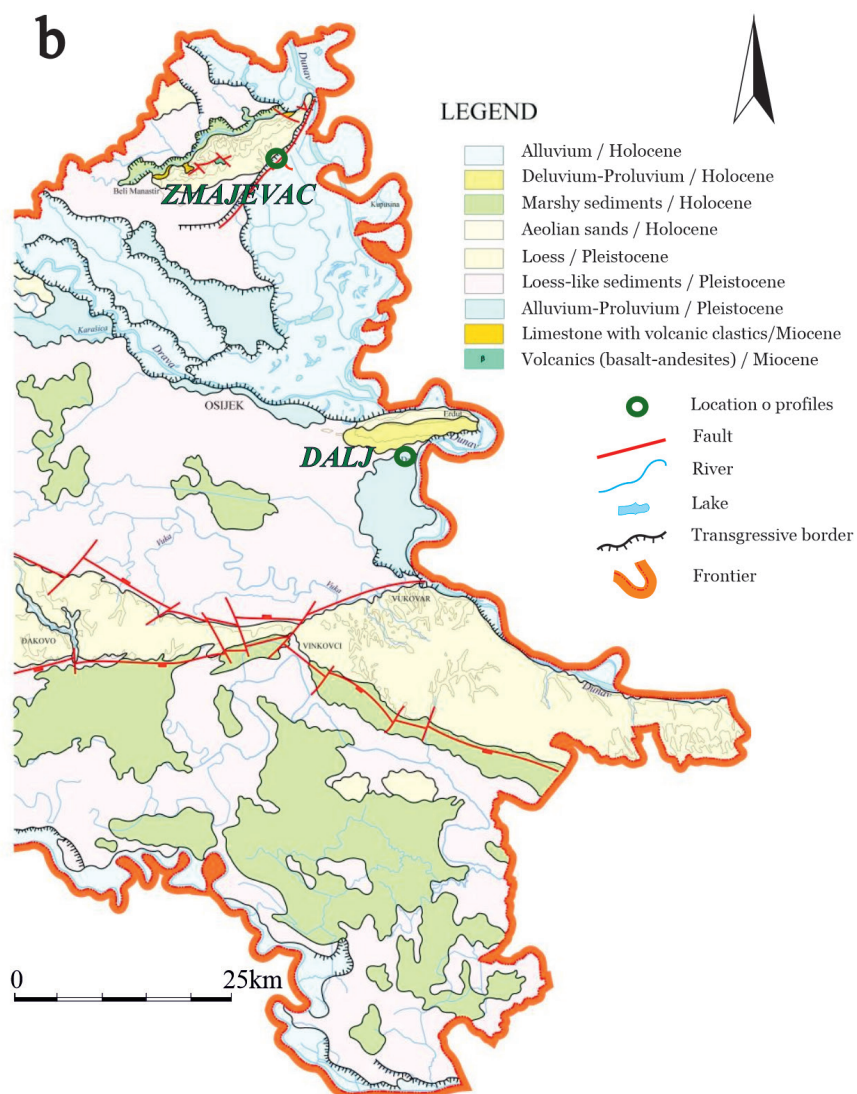 b
Dunav
LEGEND
Alluvium / Holocene
Deluvium-Proluvium / Holocene
Marshy sediments / Holocene
Aeolian sands / Holocene
Loess / Pleistocene
Loess-like sediments / Pleistocene
Alluvium-Proluvium / Pleistocene
Limestone with volcanic clastics/Miocene
β
Volcanics (basalt-andesites) / Miocene
Location o profiles
Fault
River
Lake
Transgressive border
Frontier
Beli Manastir
ZMAJEVAC
Kupusina
Karašica
Drava
OSIJEK
Erdut
Dunav
DALJ
Vuka
Vuka
VUKOVAR
ĐAKOVO
VINKOVCI
Dunav
0
25km